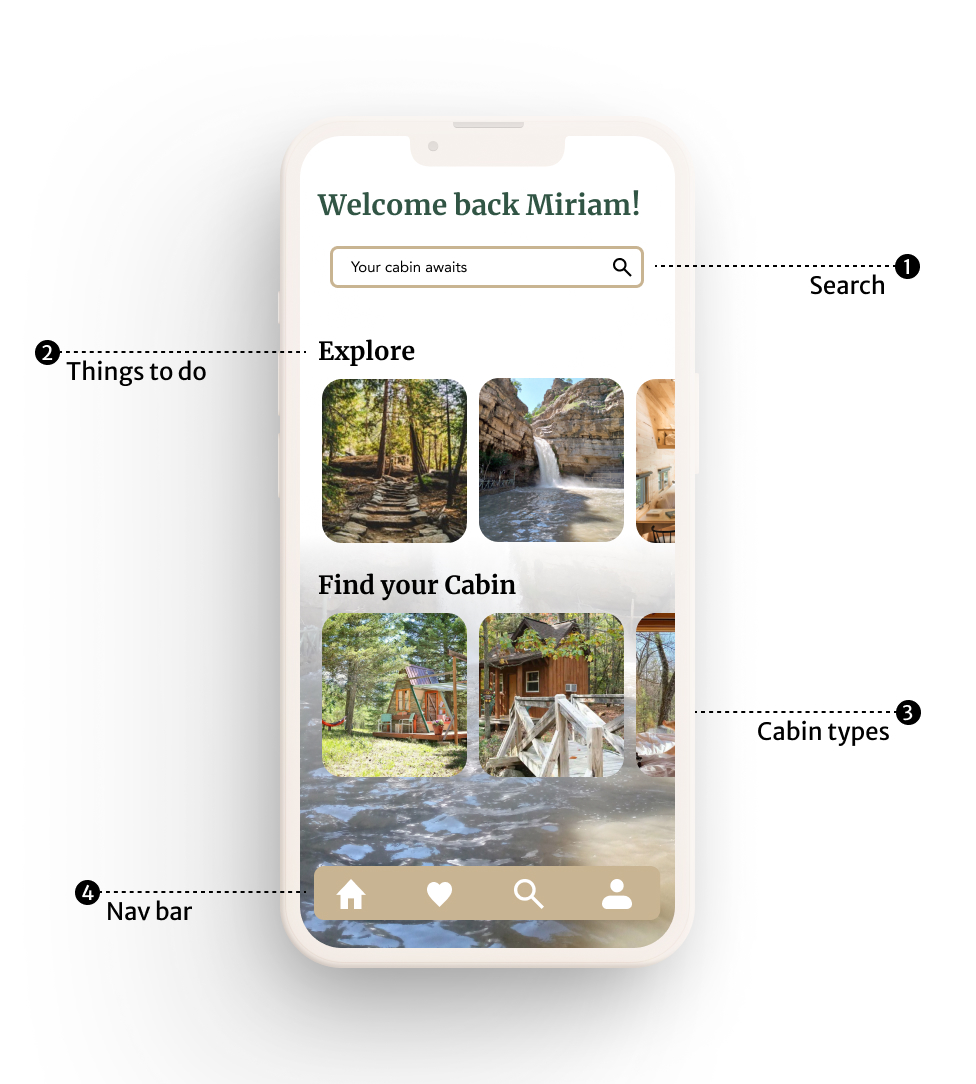 Welcome back Miriam!
Your cabin awaits
1
Search
2
Explore
Things to do
Find your Cabin
3
Cabin types
4
Nav bar